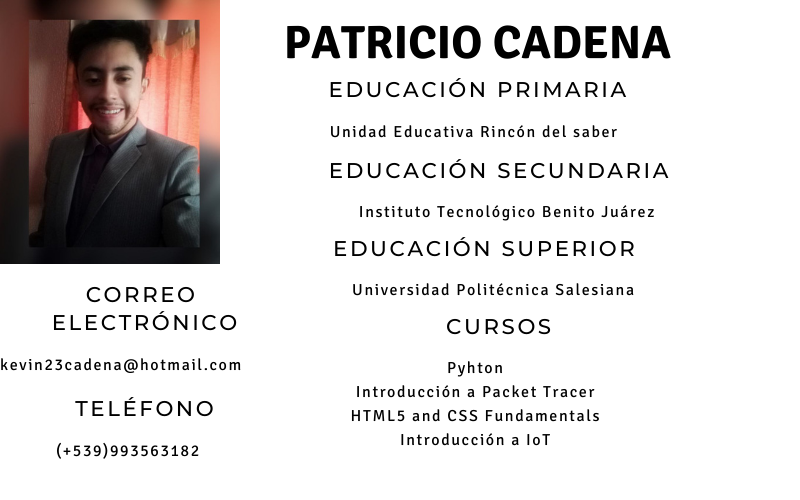 PATRICIO CADENA
EDUCACIÓN PRIMARIA
Unidad Educativa Rincón del saber
EDUCACIÓN SECUNDARIA
Instituto Tecnológico Benito Juárez
EDUCACIÓN SUPERIOR
Universidad Politécnica Salesiana
CURSOS
Pyhton
Introducción a Packet Tracer
HTML5 and CSS Fundamentals
Introducción a IoT
CORREO
ELECTRÓNICO
kevin23cadena@hotmail.com
TELÉFONO
(+539)993563182